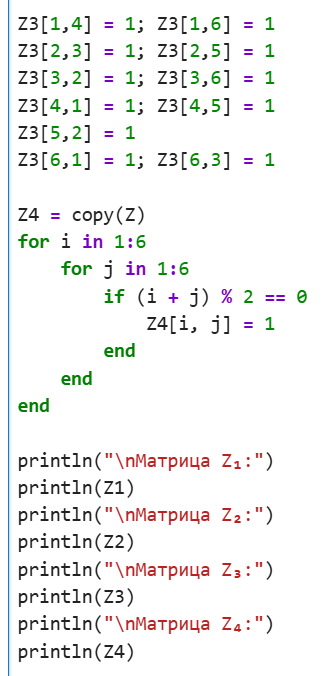 Z3[1,4] = 1; Z3[1,6] = 1
Z3[2,3] = 1; Z3[2,5] = 1
Z3[3,2] = 1; Z3[3,6] = 1
Z3[4,1] = 1; Z3[4,5] = 1
Z3[5,2] = 1
Z3[6,1] = 1; Z3[6,3] = 1

Z4 = copy(Z)
for i in 1:6
    for j in 1:6
        if (i + j) % 2 == 0
            Z4[i, j] = 1
        end
    end
end

println("\nМатрица Z₁:")
println(Z1)
println("\nМатрица Z₂:")
println(Z2)
println("\nМатрица Z₃:")
println(Z3)
println("\nМатрица Z₄:")
println(Z4)